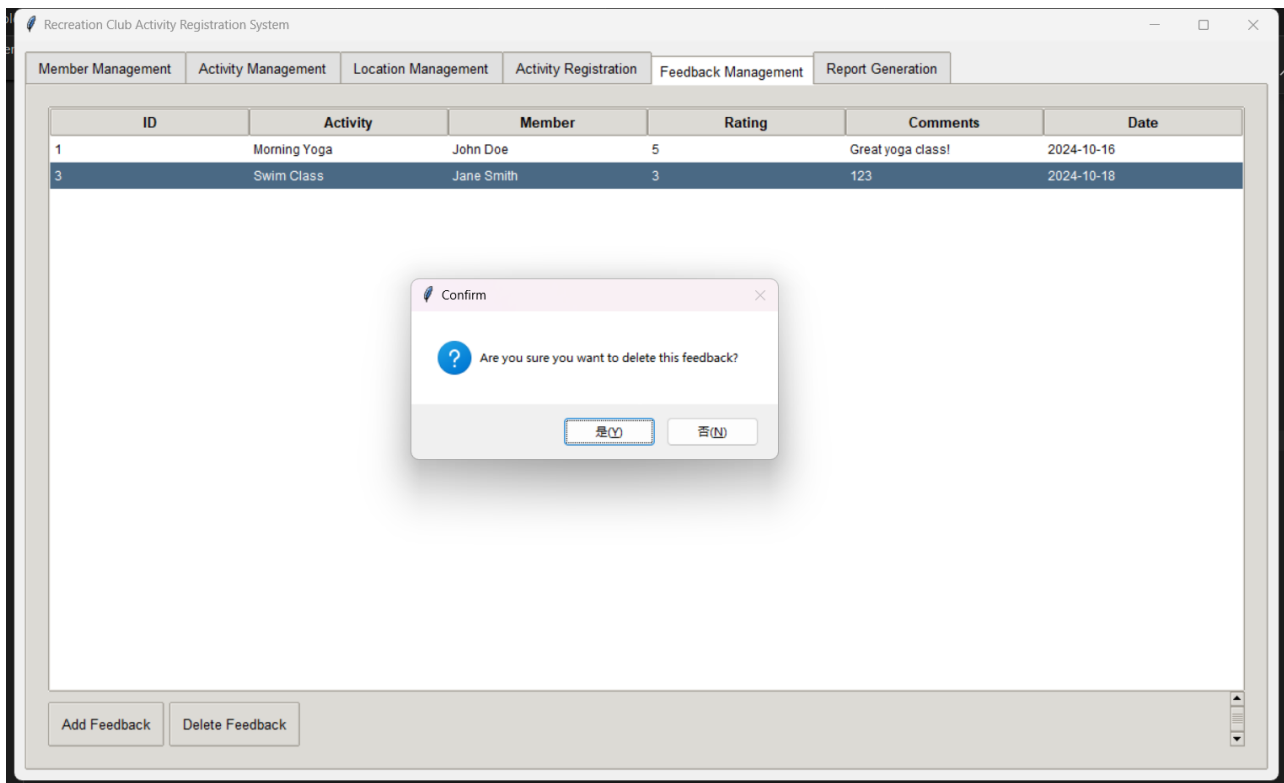 Recreation Club Activity Registration System
Member Management Activity Management Location Management Activity Registration Feedback Management Report Generation
ID Activity Member Rating Comments Date
1 Morning Yoga John Doe 5 Great yoga class! 2024-10-16
3 Swim Class Jane Smith 3 123 2024-10-18
Confirm
Are you sure you want to delete this feedback?
是(Y) 否(N)
Add Feedback Delete Feedback